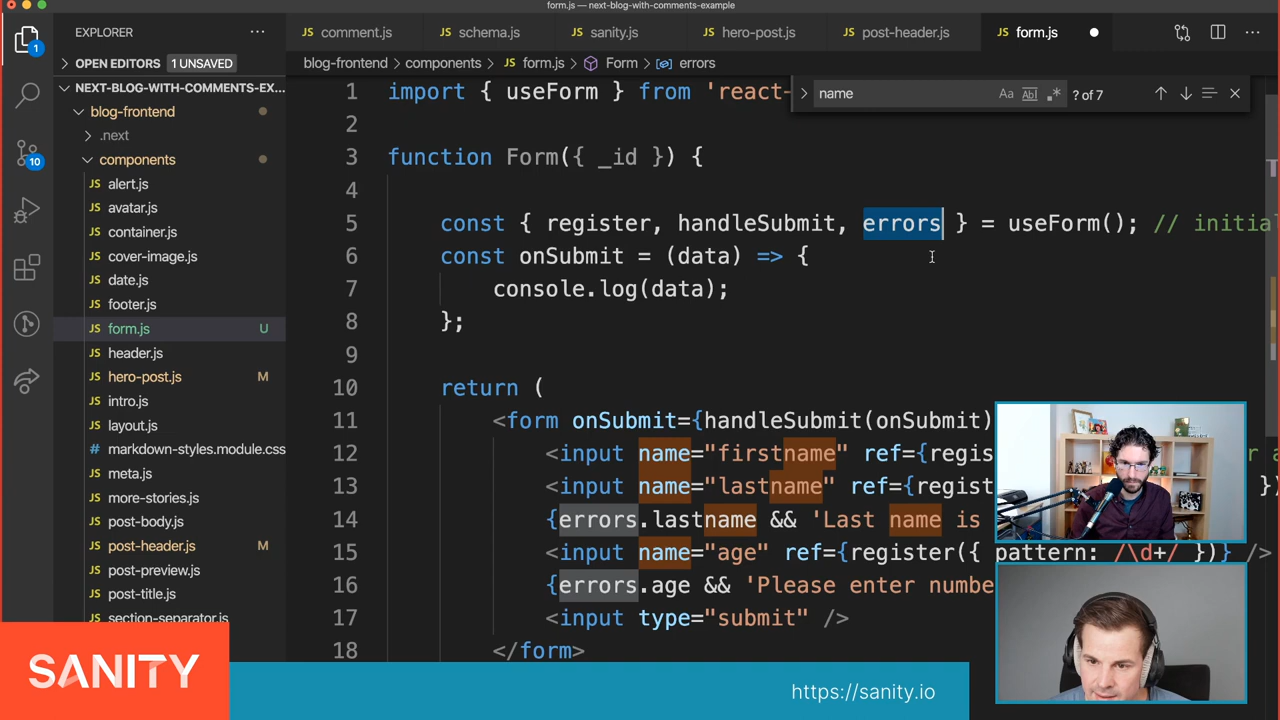 form.js — next-blog-with-comments-example
EXPLORER
comment.js
schema.js
sanity.js
hero-post.js
post-header.js
form.js
OPEN EDITORS 1 UNSAVED
blog-frontend > components > form.js > Form > errors
NEXT-BLOG-WITH-COMMENTS-EX...
name
Aa Abl .*
? of 7
1
10
blog-frontend
.next
components
alert.js
avatar.js
container.js
cover-image.js
date.js
footer.js
form.js U
header.js
hero-post.js M
intro.js
layout.js
markdown-styles.module.css
meta.js
more-stories.js
post-body.js
post-header.js M
post-preview.js
post-title.js
section-separator.js
1 import { useForm } from 'react-
2
3 function Form({ _id }) {
4
5 const { register, handleSubmit, errors } = useForm(); // initia
6 const onSubmit = (data) => {
7 console.log(data);
8 };
9
10 return (
11 <form onSubmit={handleSubmit(onSubmit)
12 <input name="firstname" ref={regis
13 <input name="lastname" ref={regist })
14 {errors.lastname && 'Last name is
15 <input name="age" ref={register({ pattern: /\d+/ })} />
16 {errors.age && 'Please enter numbe
17 <input type="submit" />
18 </form>
SANITY
https://sanity.io